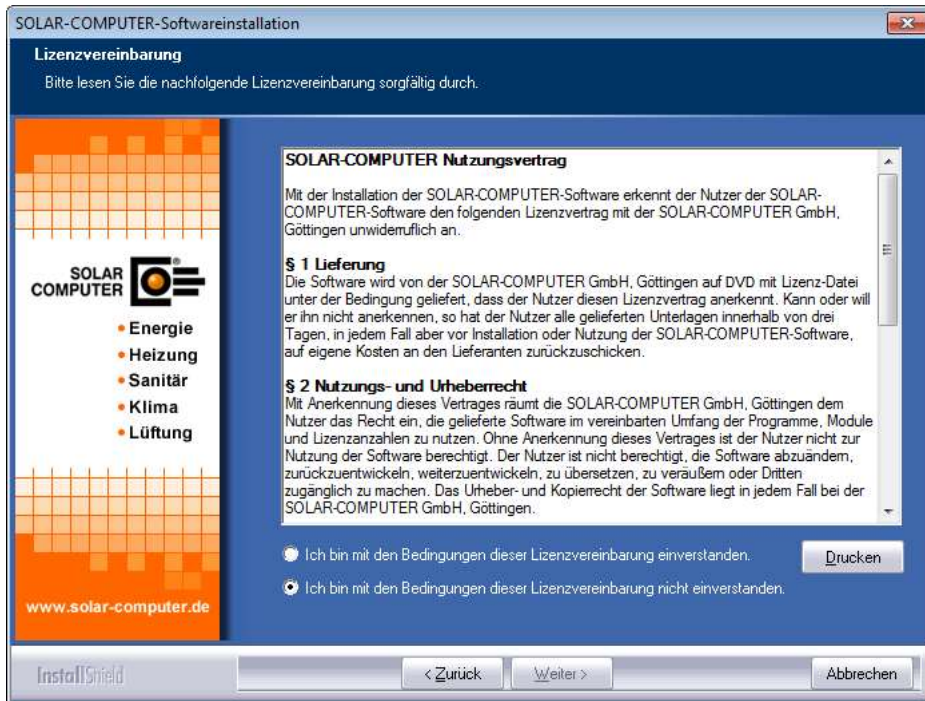 SOLAR-COMPUTER-Softwareinstallation
Lizenzvereinbarung
Bitte lesen Sie die nachfolgende Lizenzvereinbarung sorgfältig durch.
SOLAR
COMPUTER
®
• Energie
• Heizung
• Sanitär
• Klima
• Lüftung
www.solar-computer.de
SOLAR-COMPUTER Nutzungsvertrag
Mit der Installation der SOLAR-COMPUTER-Software erkennt der Nutzer der SOLAR-
COMPUTER-Software den folgenden Lizenzvertrag mit der SOLAR-COMPUTER GmbH,
Göttingen unwiderruflich an.
§ 1 Lieferung
Die Software wird von der SOLAR-COMPUTER GmbH, Göttingen auf DVD mit Lizenz-Datei
unter der Bedingung geliefert, dass der Nutzer diesen Lizenzvertrag anerkennt. Kann oder will
er ihn nicht anerkennen, so hat der Nutzer alle gelieferten Unterlagen innerhalb von drei
Tagen, in jedem Fall aber vor Installation oder Nutzung der SOLAR-COMPUTER-Software,
auf eigene Kosten an den Lieferanten zurückzuschicken.
§ 2 Nutzungs- und Urheberrecht
Mit Anerkennung dieses Vertrages räumt die SOLAR-COMPUTER GmbH, Göttingen dem
Nutzer das Recht ein, die gelieferte Software im vereinbarten Umfang der Programme, Module
und Lizenzanzahlen zu nutzen. Ohne Anerkennung dieses Vertrages ist der Nutzer nicht zur
Nutzung der Software berechtigt. Der Nutzer ist nicht berechtigt, die Software abzuändern,
zurückzuentwickeln, weiterzuentwickeln, zu übersetzen, zu veräußern oder Dritten
zugänglich zu machen. Das Urheber- und Kopierrecht der Software liegt in jedem Fall bei der
SOLAR-COMPUTER GmbH, Göttingen.
Ich bin mit den Bedingungen dieser Lizenzvereinbarung einverstanden.
Drucken
Ich bin mit den Bedingungen dieser Lizenzvereinbarung nicht einverstanden.
InstallShield
< Zurück
Weiter >
Abbrechen